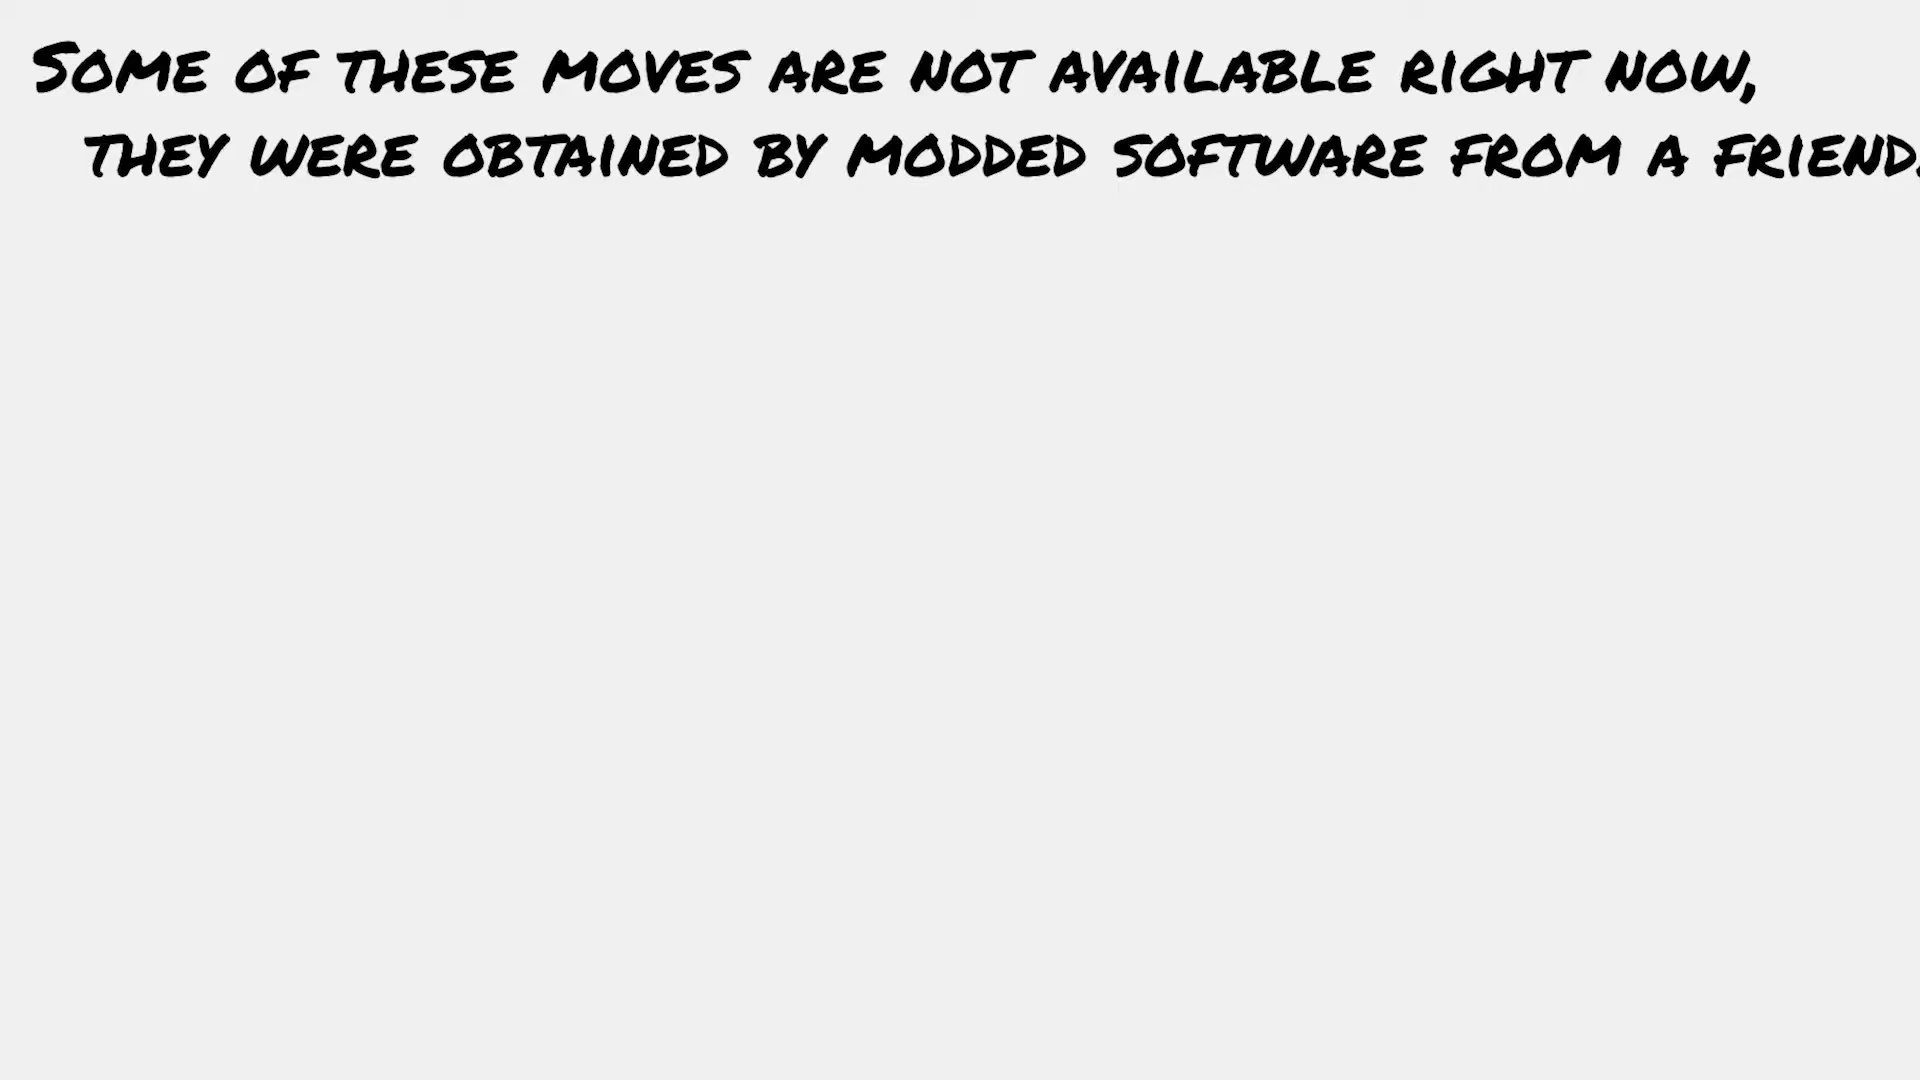 Some of these moves are not available right now,
they were obtained by modded software from a friend.